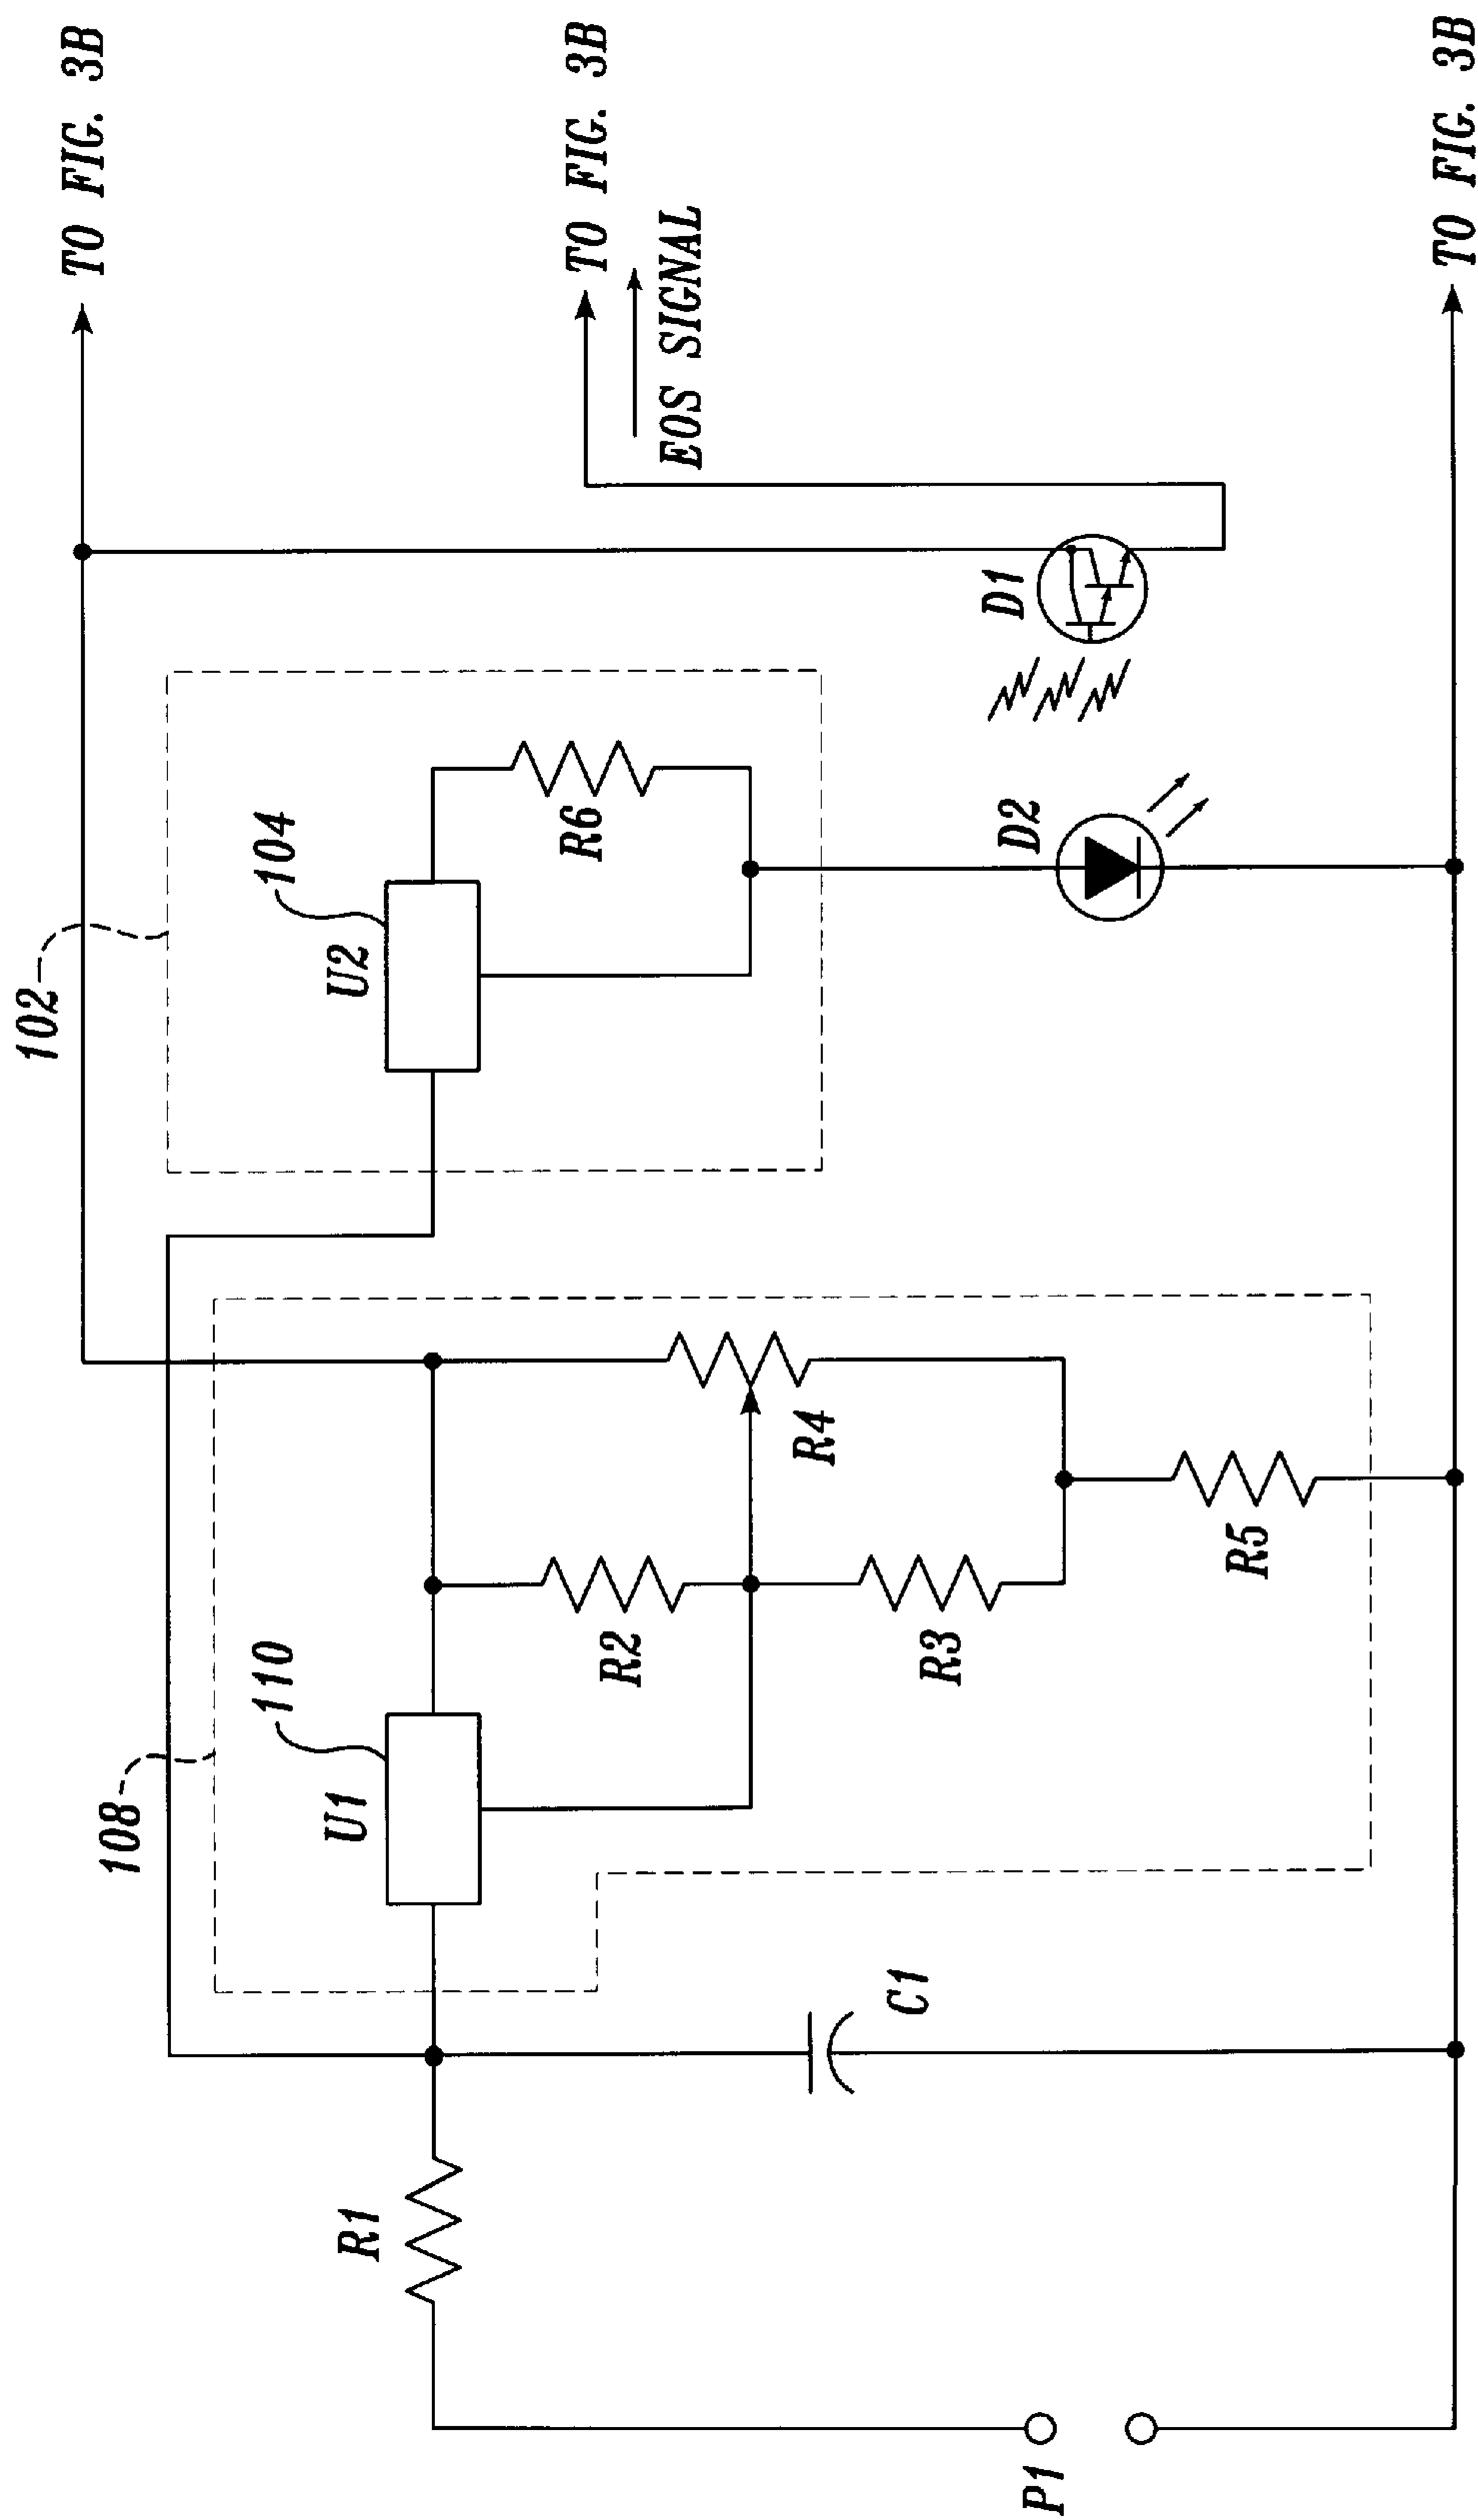 TO FIG. 3B
TO FIG. 3B
EOS SIGNAL
TO FIG. 3B
102
104
U2
R6
D2
D1
108
110
U1
R2
R4
R3
R5
R1
C1
P1